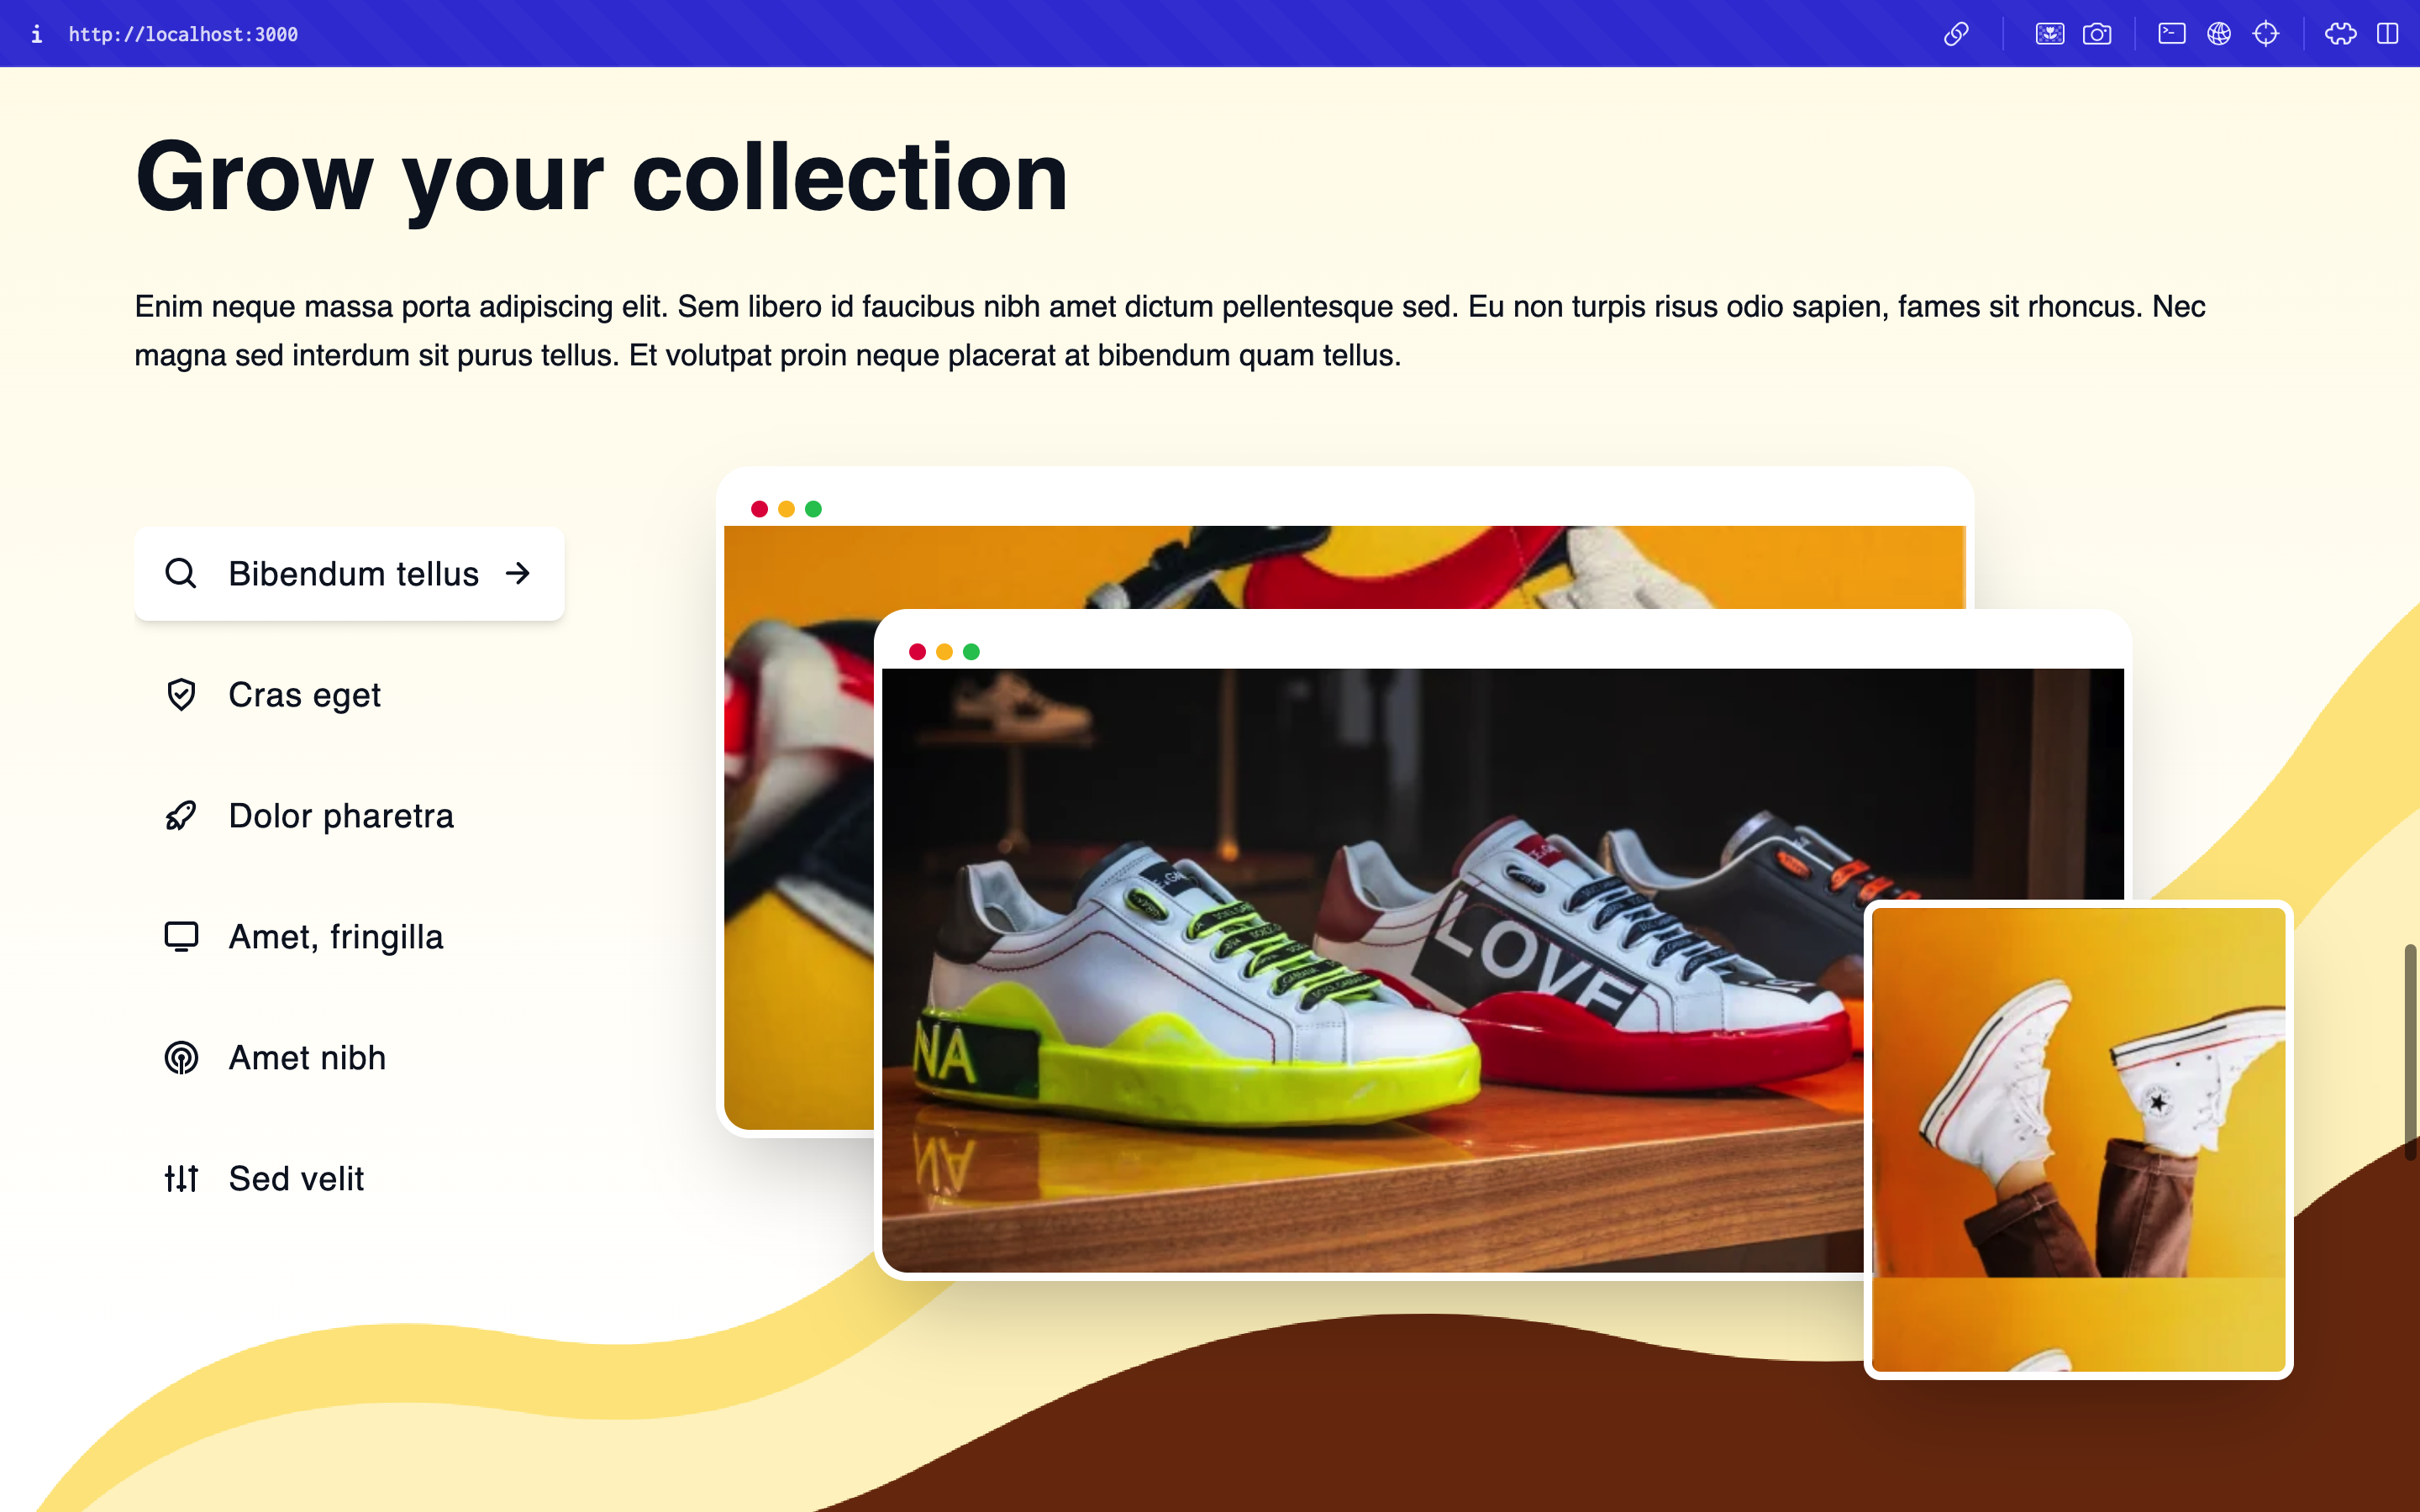 http://localhost:3000
Grow your collection
Enim neque massa porta adipiscing elit. Sem libero id faucibus nibh amet dictum pellentesque sed. Eu non turpis risus odio sapien, fames sit rhoncus. Nec
magna sed interdum sit purus tellus. Et volutpat proin neque placerat at bibendum quam tellus.
Bibendum tellus
Cras eget
Dolor pharetra
Amet, fringilla
Amet nibh
Sed velit
LOVE
NA